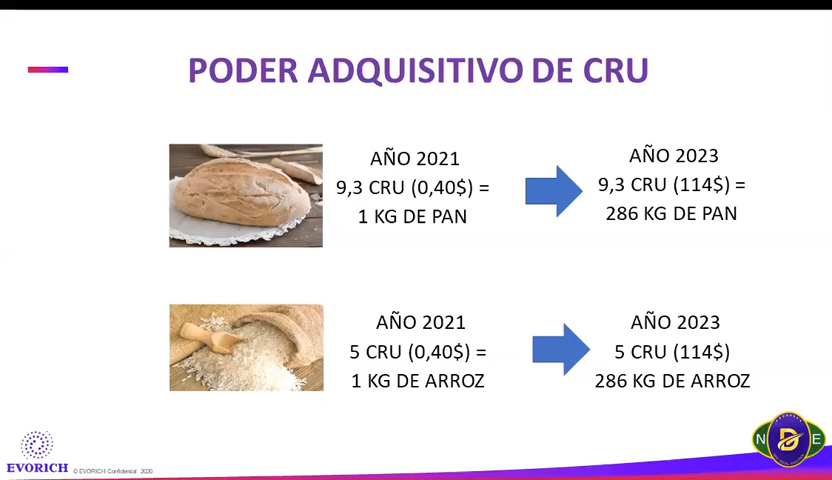 PODER ADQUISITIVO DE CRU
AÑO 2021
9,3 CRU (0,40$) =
1 KG DE PAN
AÑO 2023
9,3 CRU (114$) =
286 KG DE PAN
AÑO 2021
5 CRU (0,40$) =
1 KG DE ARROZ
AÑO 2023
5 CRU (114$)
286 KG DE ARROZ
EVORICH
© EVORICH Confidential 2020
N D E